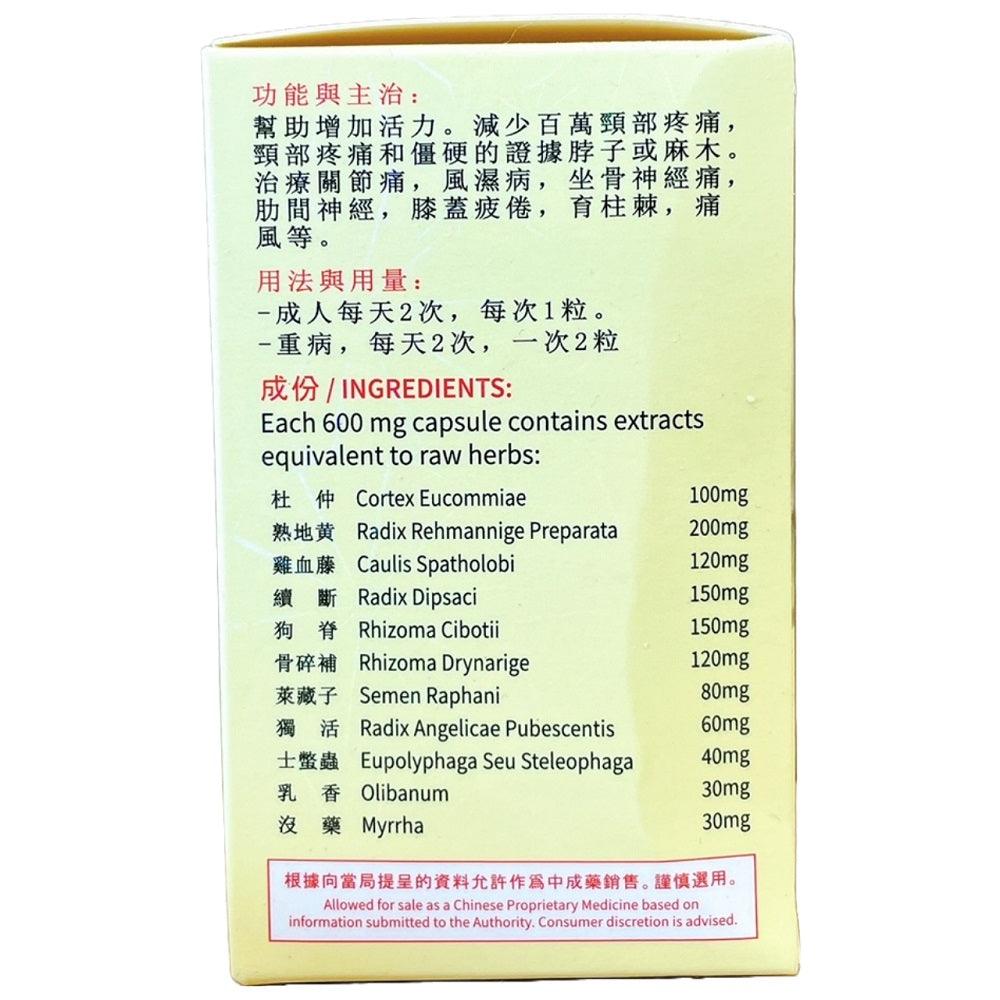 功能與主治：
幫助增加活力。減少百萬頸部疼痛，
頸部疼痛和僵硬的證據脖子或麻木。
治療關節痛，風濕病，坐骨神經痛，
肋間神經，膝蓋疲倦，育柱棘，痛
風等。
用法與用量：
-成人每天2次，每次1粒。
-重病，每天2次，一次2粒
成份 / INGREDIENTS:
Each 600 mg capsule contains extracts
equivalent to raw herbs:
杜 仲 Cortex Eucommiae 100mg
熟地黄 Radix Rehmannige Preparata 200mg
雞血藤 Caulis Spatholobi 120mg
續 斷 Radix Dipsaci 150mg
狗 脊 Rhizoma Cibotii 150mg
骨碎補 Rhizoma Drynarige 120mg
萊藏子 Semen Raphani 80mg
獨 活 Radix Angelicae Pubescentis 60mg
士螫蟲 Eupolyphaga Seu Steleophaga 40mg
乳 香 Olibanum 30mg
沒 藥 Myrrha 30mg
根據向當局提呈的資料允許作爲中成藥銷售。謹慎選用。
Allowed for sale as a Chinese Proprietary Medicine based on
information submitted to the Authority. Consumer discretion is advised.